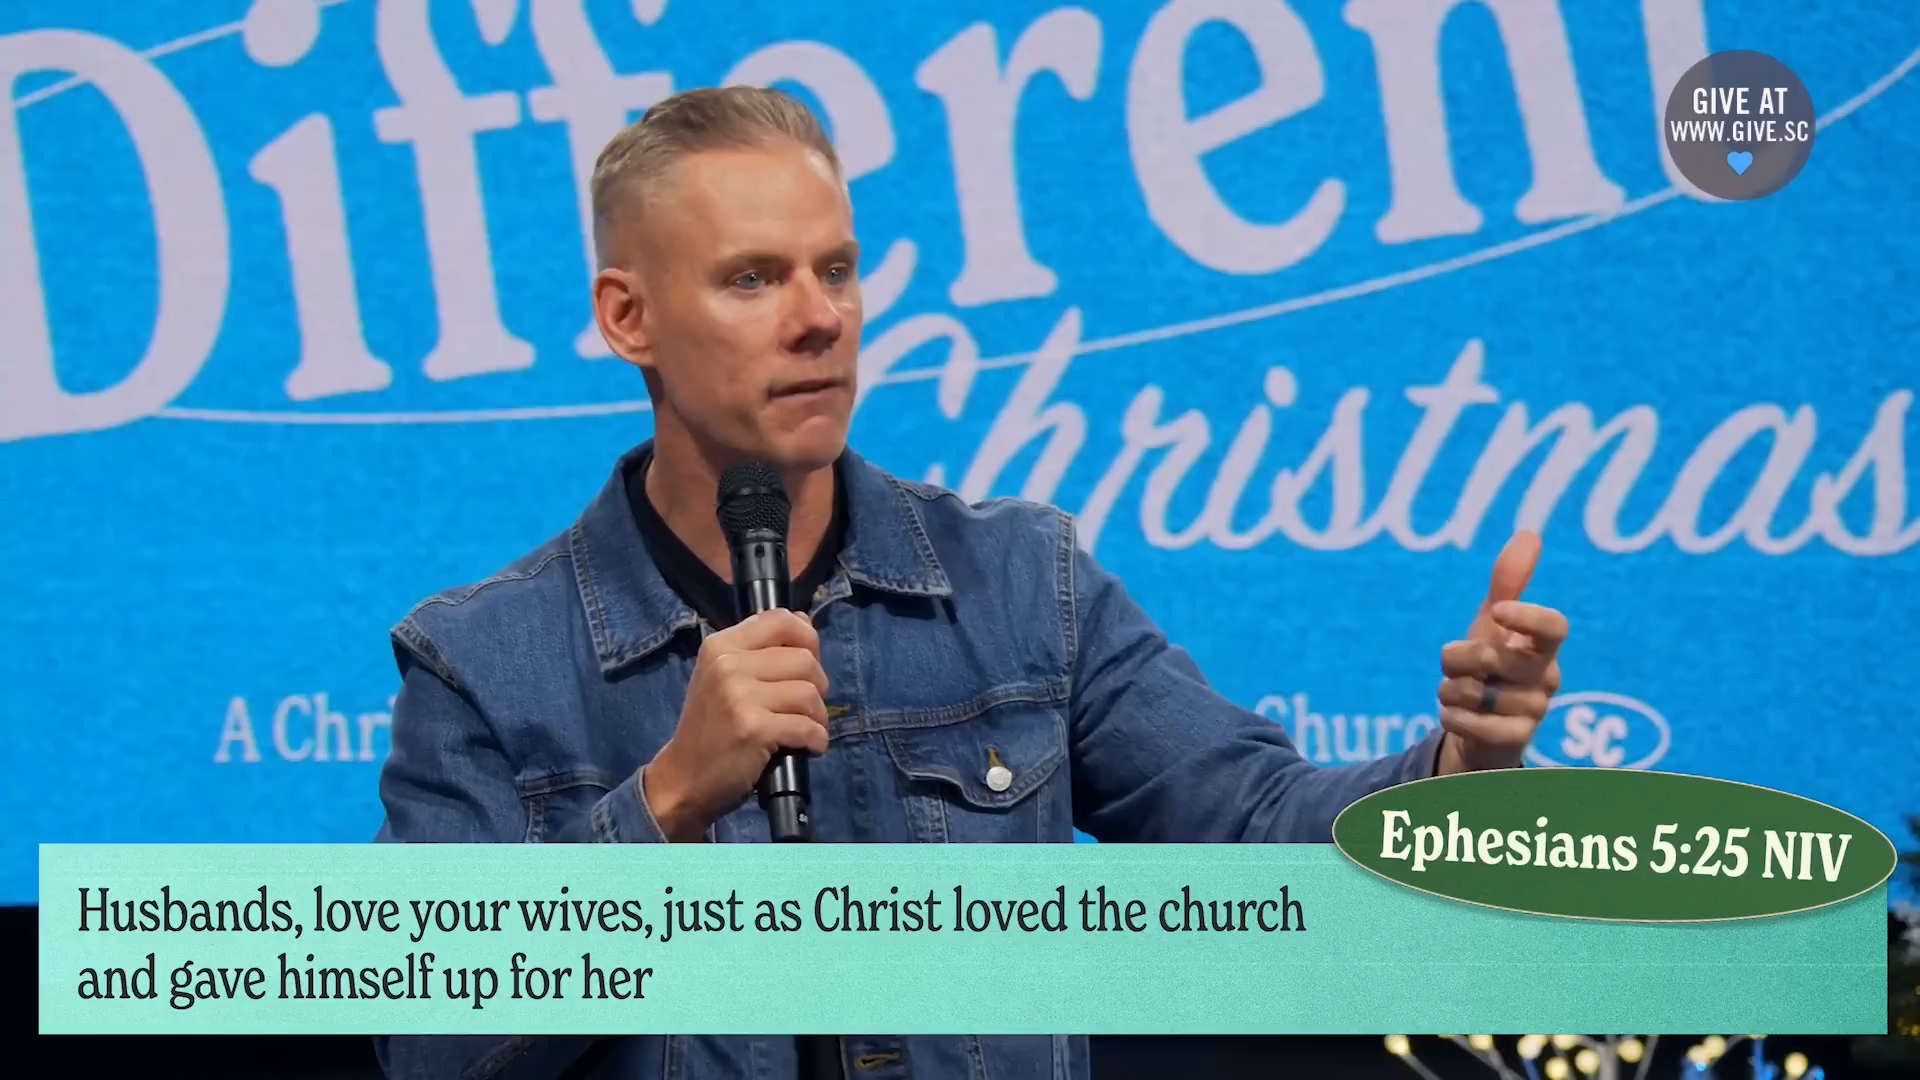 Different
Christmas
GIVE AT
WWW.GIVE.SC
A Chri
Churc
SC
Ephesians 5:25 NIV
Husbands, love your wives, just as Christ loved the church
and gave himself up for her